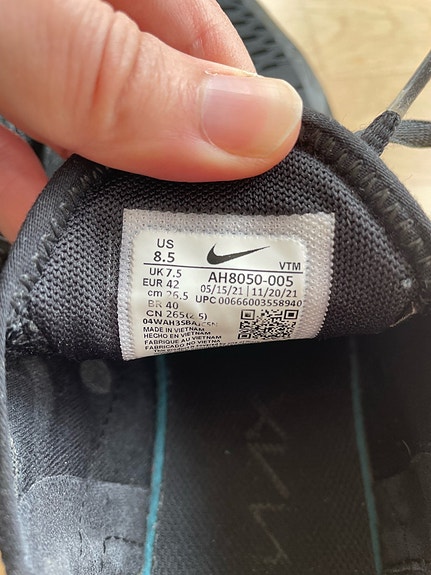 US
8.5
VTM
UK 7.5
AH8050-005
EUR 42
05/15/21 | 11/20/21
cm 26.5
UPC 00666003558940
BR 40
CN 265(2.5)
MADE IN VIETNAM
HECHO EN VIETNAM
FABRIQUE AU VIETNAM
FABRICADO NO VIETNA